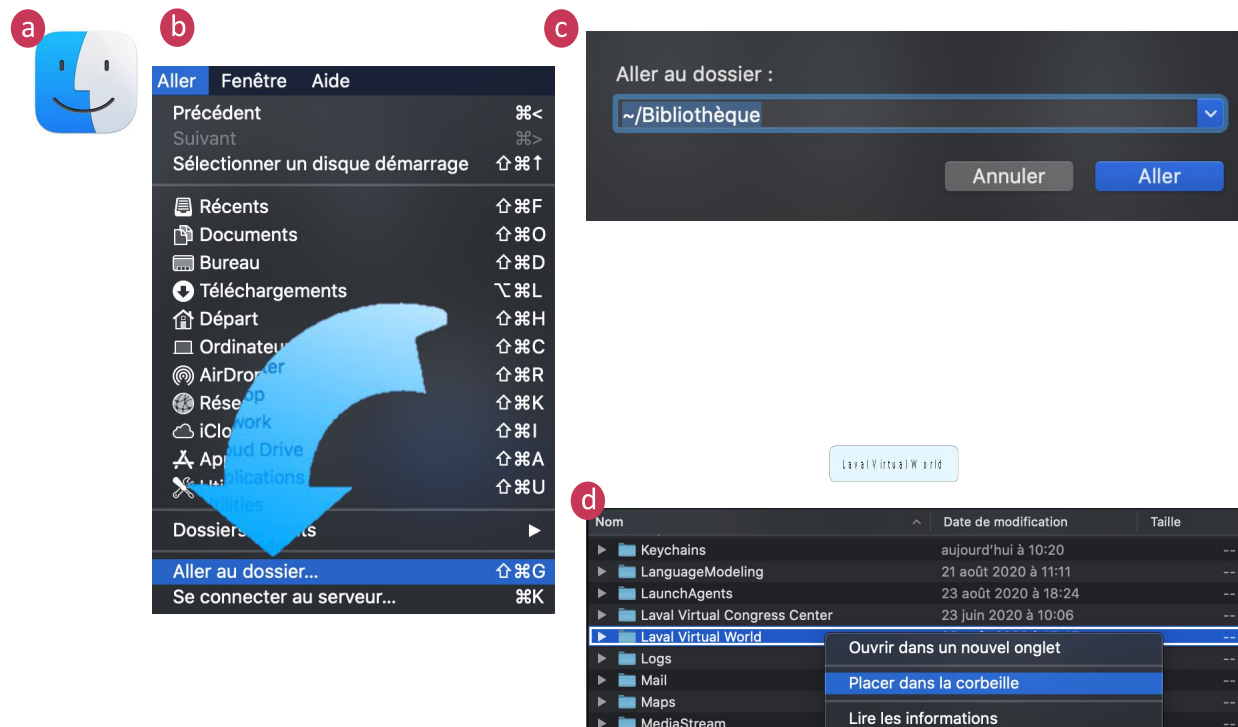 a
b
Aller Fenêtre Aide
Précédent ⌘<
Suivant ⌘>
Sélectionner un disque démarrage ⇧⌘↑
Récents ⇧⌘F
Documents ⇧⌘O
Bureau ⇧⌘D
Téléchargements ⌥⌘L
Départ ⇧⌘H
Ordinateu ⇧⌘C
AirDrop ⇧⌘R
⇧⌘K
⇧⌘I
⇧⌘A
⇧⌘U
Dossiers
Aller au dossier... ⇧⌘G
Se connecter au serveur... ⌘K
c
Aller au dossier :
~/Bibliothèque
Annuler Aller
Laval Virtual World
d
Nom Date de modification Taille
Keychains aujourd'hui à 10:20 --
LanguageModeling 21 août 2020 à 11:11 --
LaunchAgents 23 août 2020 à 18:24 --
Laval Virtual Congress Center 23 juin 2020 à 10:06 --
Laval Virtual World --
Ouvrir dans un nouvel onglet
Logs --
Mail --
Placer dans la corbeille
Maps --
MediaStream --
Lire les informations